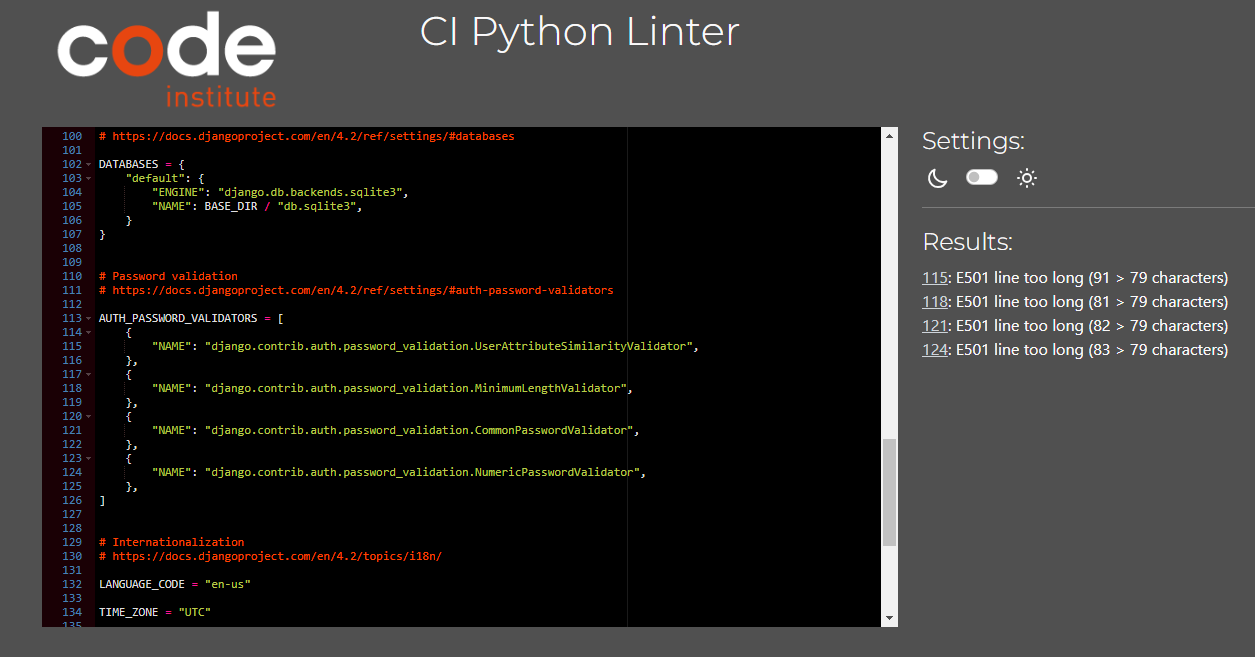 code
institute
CI Python Linter
100 # https://docs.djangoproject.com/en/4.2/ref/settings/#databases
101
102 DATABASES = {
103     "default": {
104         "ENGINE": "django.db.backends.sqlite3",
105         "NAME": BASE_DIR / "db.sqlite3",
106     }
107 }
108
109
110 # Password validation
111 # https://docs.djangoproject.com/en/4.2/ref/settings/#auth-password-validators
112
113 AUTH_PASSWORD_VALIDATORS = [
114     {
115         "NAME": "django.contrib.auth.password_validation.UserAttributeSimilarityValidator",
116     },
117     {
118         "NAME": "django.contrib.auth.password_validation.MinimumLengthValidator",
119     },
120     {
121         "NAME": "django.contrib.auth.password_validation.CommonPasswordValidator",
122     },
123     {
124         "NAME": "django.contrib.auth.password_validation.NumericPasswordValidator",
125     },
126 ]
127
128
129 # Internationalization
130 # https://docs.djangoproject.com/en/4.2/topics/i18n/
131
132 LANGUAGE_CODE = "en-us"
133
134 TIME_ZONE = "UTC"
135
Settings:
Results:
115: E501 line too long (91 > 79 characters)
118: E501 line too long (81 > 79 characters)
121: E501 line too long (82 > 79 characters)
124: E501 line too long (83 > 79 characters)